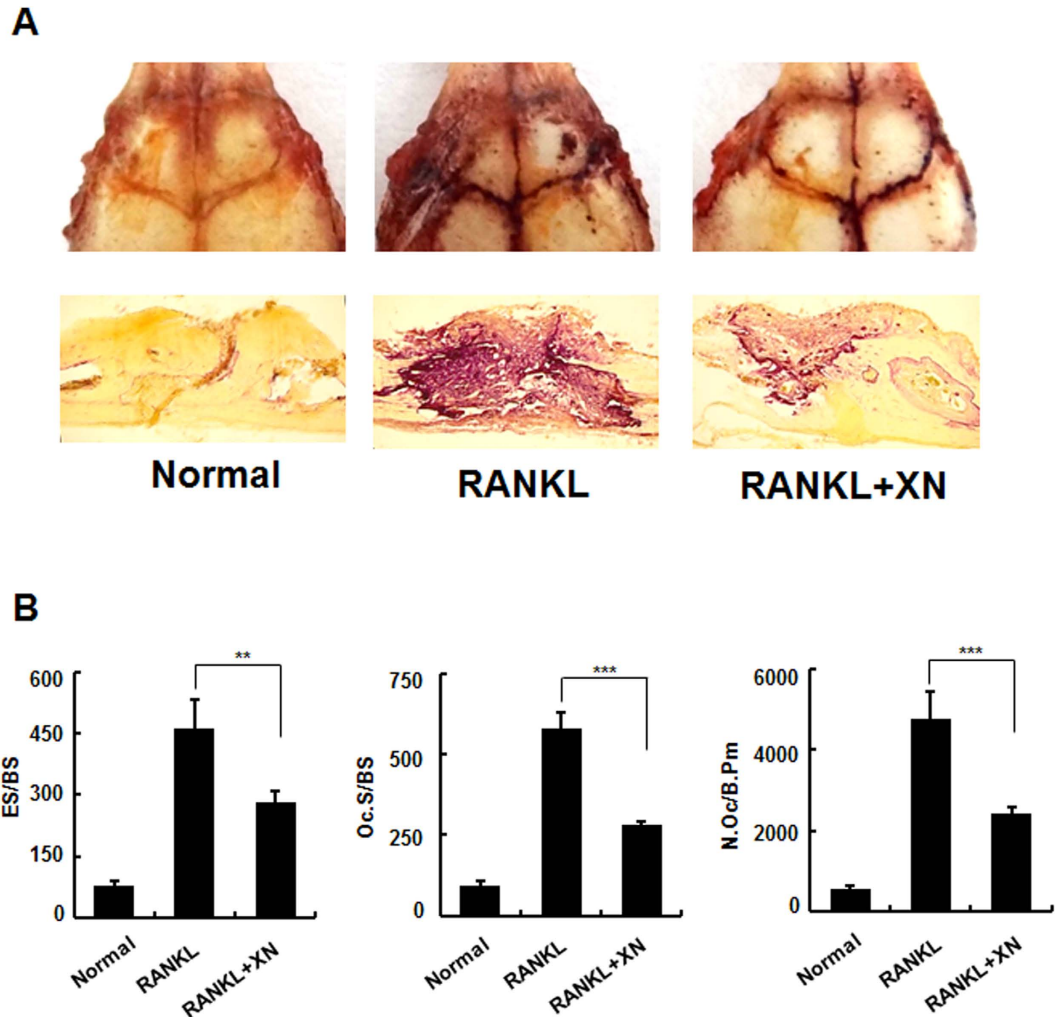 A
Normal
RANKL
RANKL+XN
B
ES/BS
600
450
300
150
0
**
Normal
RANKL
RANKL+XN
Oc.S/BS
750
500
250
0
***
Normal
RANKL
RANKL+XN
N.Oc/B.Pm
6000
4000
2000
0
***
Normal
RANKL
RANKL+XN